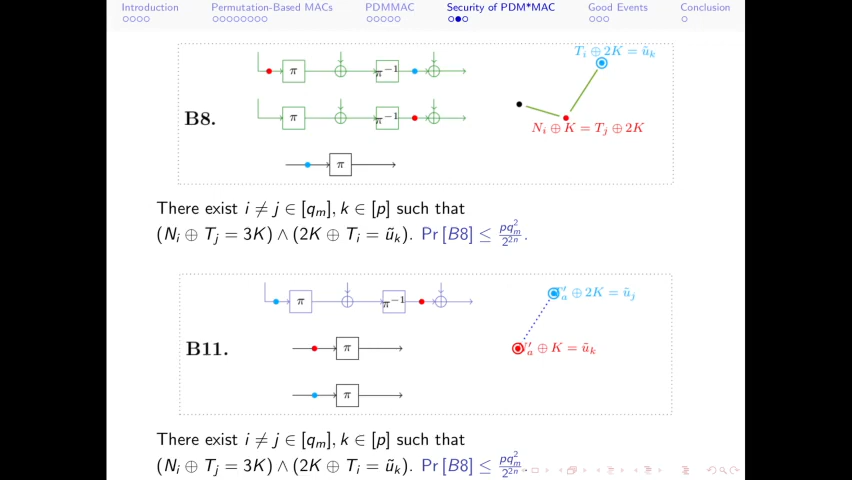 Introduction Permutation-Based MACs PDMMAC Security of PDM*MAC Good Events Conclusion
B8.
π π⁻¹
π π⁻¹
π
T_i ⊕ 2K = ũ_k
N_i ⊕ K = T_j ⊕ 2K
There exist i ≠ j ∈ [q_m], k ∈ [p] such that
(N_i ⊕ T_j = 3K) ∧ (2K ⊕ T_i = ũ_k). Pr [B8] ≤ pq_m^2/2^{2n}.
B11.
π π⁻¹
π
π
T'_a ⊕ 2K = ũ_j
N'_a ⊕ K = ũ_k
There exist i ≠ j ∈ [q_m], k ∈ [p] such that
(N_i ⊕ T_j = 3K) ∧ (2K ⊕ T_i = ũ_k). Pr [B8] ≤ pq_m^2/2^{2n}.